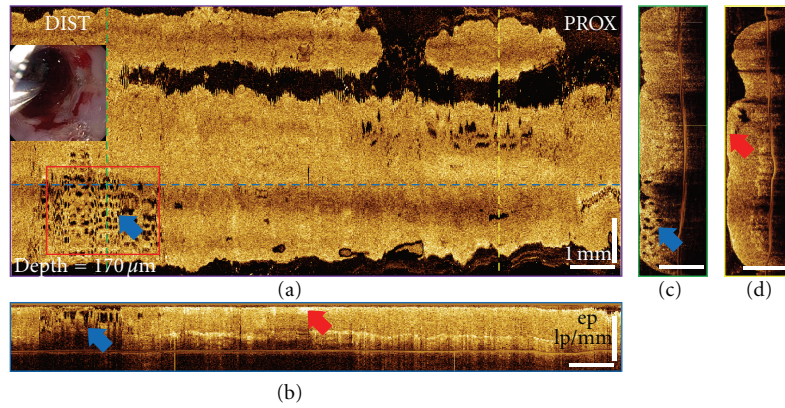 DIST PROX
Depth = 170 μm
1 mm
(a)
ep
lp/mm
(b)
(c)
(d)